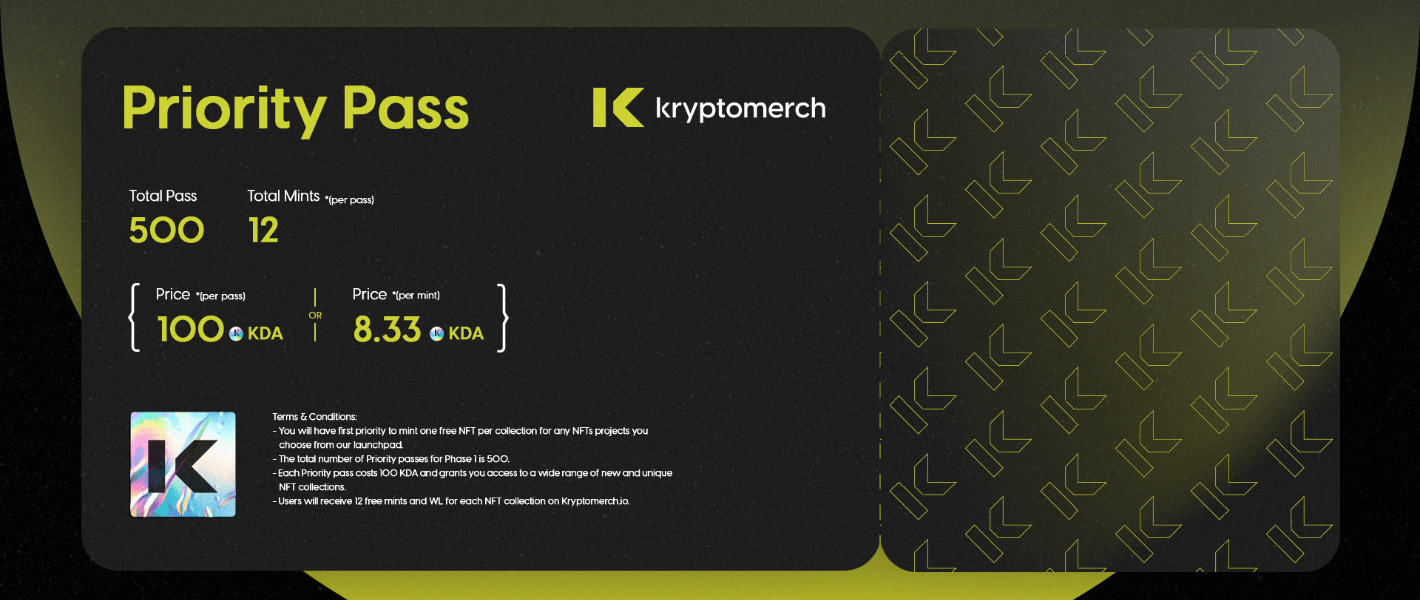 Priority Pass
kryptomerch
Total Pass
500
Total Mints *(per pass)
12
Price *(per pass)
100 KDA
OR
Price *(per mint)
8.33 KDA
Terms & Conditions:
- You will have first priority to mint one free NFT per collection for any NFTs projects you
choose from our launchpad.
- The total number of Priority passes for Phase 1 is 500.
- Each Priority pass costs 100 KDA and grants you access to a wide range of new and unique
NFT collections.
- Users will receive 12 free mints and WL for each NFT collection on Kryptomerch.io.